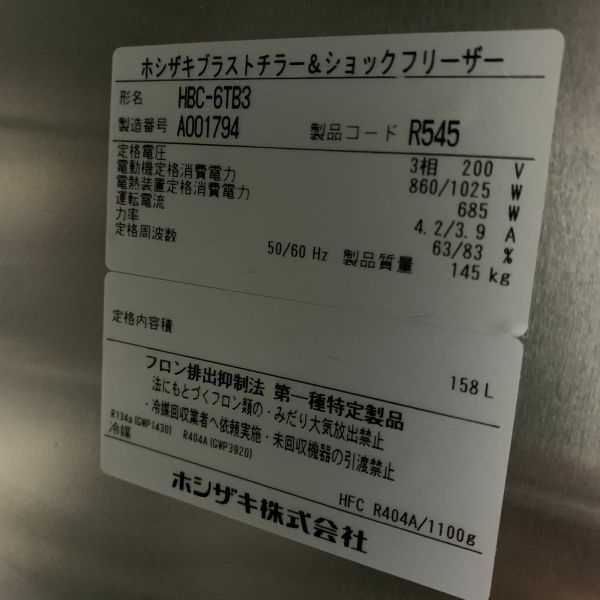 ホシザキブラストチラー&ショックフリーザー
形名 HBC-6TB3
製造番号 A001794 製品コード R545
定格電圧 3相 200 V
電動機定格消費電力 860/1025 W
電熱装置定格消費電力 685 W
運転電流 4.2/3.9 A
力率 63/83 %
定格周波数 50/60 Hz 製品質量 145 kg
定格内容積 158 L
フロン排出抑制法 第一種特定製品
法にもとづくフロン類の・みだり大気放出禁止
・冷媒回収業者へ依頼実施・未回収機器の引渡禁止
R134a(GWP1430) R404A(GWP3920)
冷媒 HFC R404A/1100g
ホシザキ株式会社